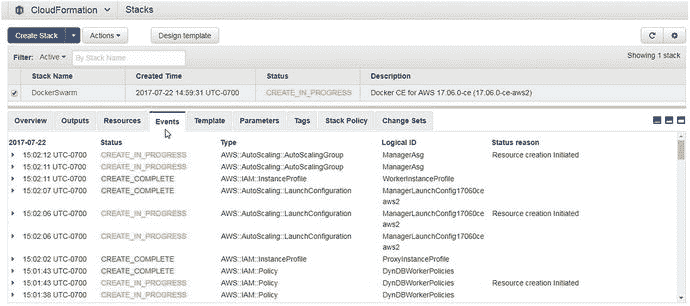 CloudFormation Stacks
Create Stack Actions Design template
Filter: Active By Stack Name Showing 1 stack
Stack Name Created Time Status Description
DockerSwarm 2017-07-22 14:59:31 UTC-0700 CREATE_IN_PROGRESS Docker CE for AWS 17.06.0-ce (17.06.0-ce-aws2)
Overview Outputs Resources Events Template Parameters Tags Stack Policy Change Sets
2017-07-22 Status Type Logical ID Status reason
15:02:12 UTC-0700 CREATE_IN_PROGRESS AWS::AutoScaling::AutoScalingGroup ManagerAsg Resource creation Initiated
15:02:11 UTC-0700 CREATE_IN_PROGRESS AWS::AutoScaling::AutoScalingGroup ManagerAsg
15:02:11 UTC-0700 CREATE_COMPLETE AWS::IAM::InstanceProfile WorkerInstanceProfile
15:02:07 UTC-0700 CREATE_COMPLETE AWS::AutoScaling::LaunchConfiguration ManagerLaunchConfig17060ce
aws2
15:02:06 UTC-0700 CREATE_IN_PROGRESS AWS::AutoScaling::LaunchConfiguration ManagerLaunchConfig17060ce Resource creation Initiated
aws2
15:02:06 UTC-0700 CREATE_IN_PROGRESS AWS::AutoScaling::LaunchConfiguration ManagerLaunchConfig17060ce
aws2
15:02:02 UTC-0700 CREATE_COMPLETE AWS::IAM::InstanceProfile ProxyInstanceProfile
15:01:43 UTC-0700 CREATE_COMPLETE AWS::IAM::Policy DynDBWorkerPolicies
15:01:43 UTC-0700 CREATE_IN_PROGRESS AWS::IAM::Policy DynDBWorkerPolicies Resource creation Initiated
15:01:38 UTC-0700 CREATE_IN_PROGRESS AWS::IAM::Policy DynDBWorkerPolicies